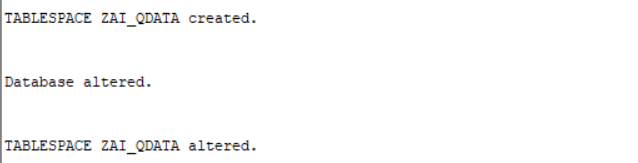 TABLESPACE ZAI_QDATA created.
Database altered.
TABLESPACE ZAI_QDATA altered.